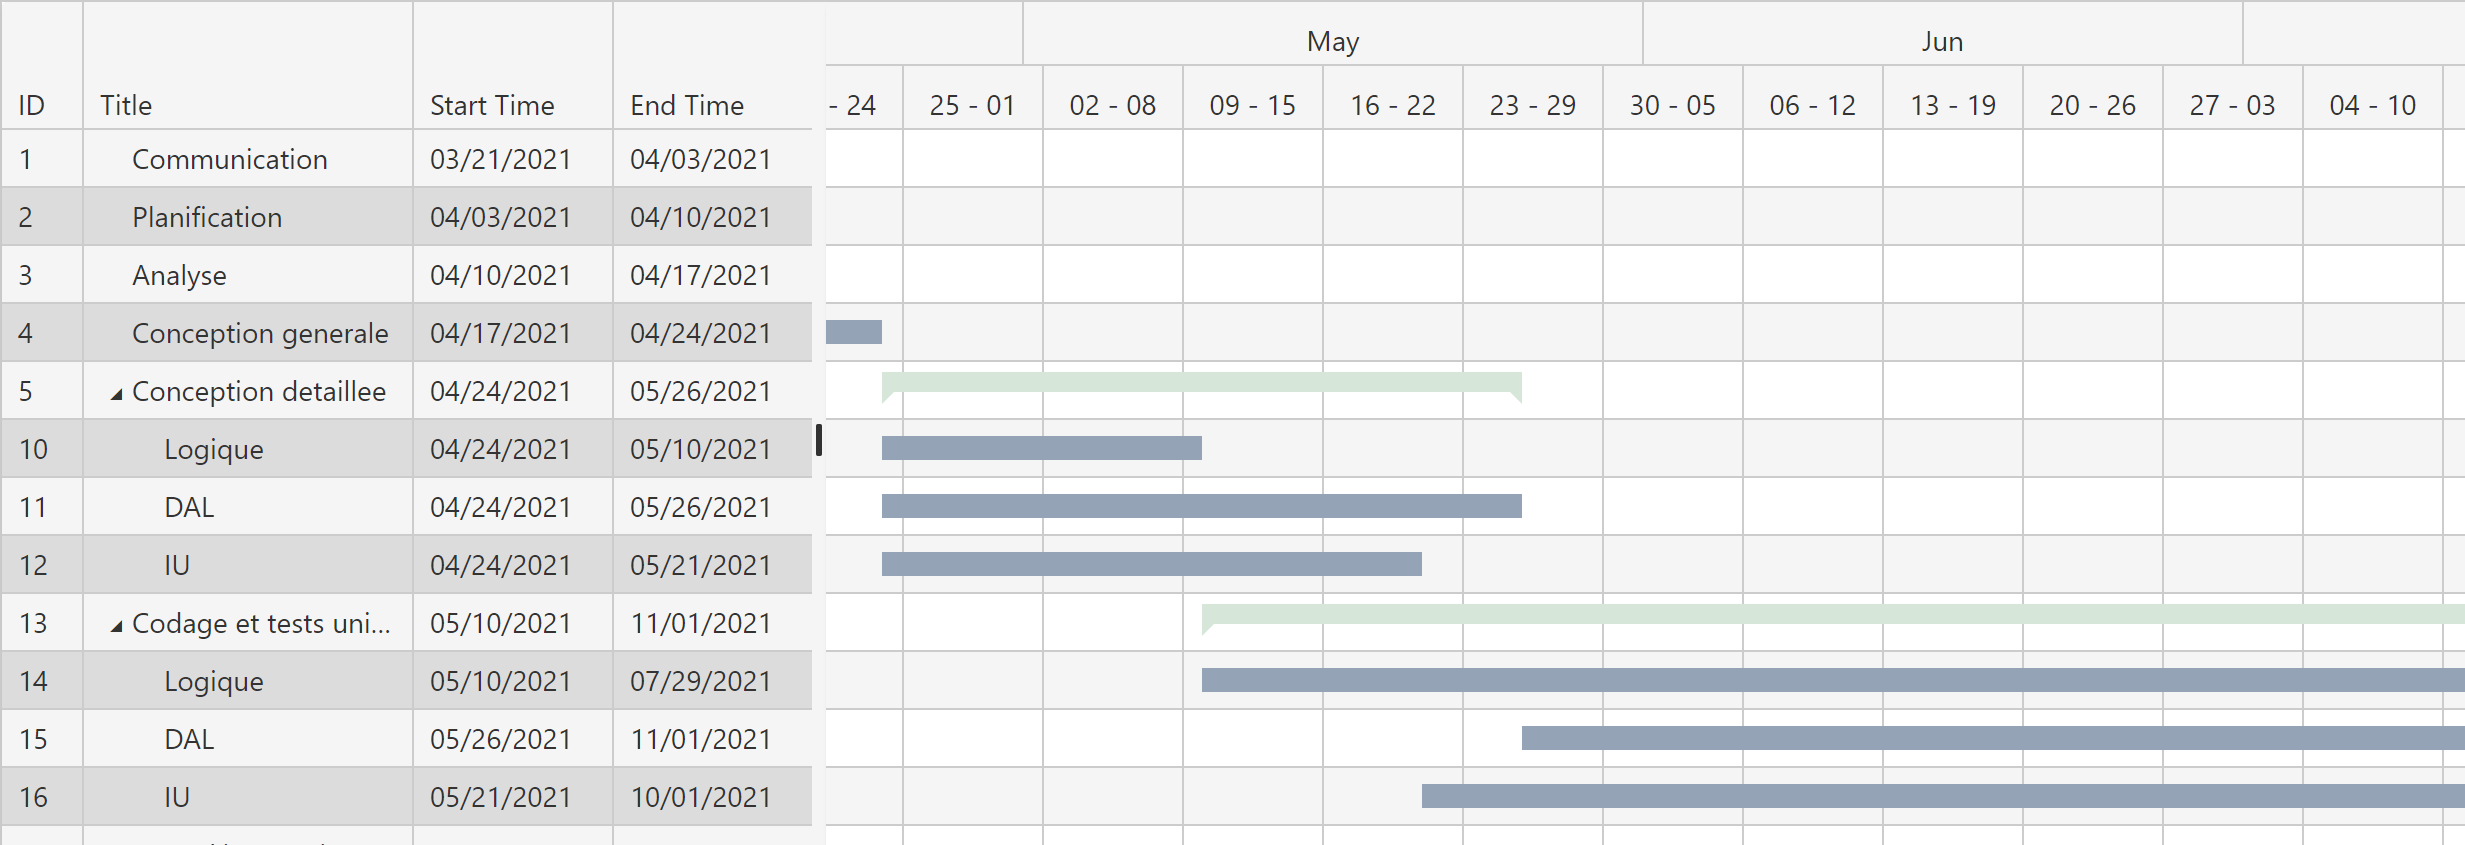 May Jun
ID Title Start Time End Time - 24 25 - 01 02 - 08 09 - 15 16 - 22 23 - 29 30 - 05 06 - 12 13 - 19 20 - 26 27 - 03 04 - 10
1 Communication 03/21/2021 04/03/2021
2 Planification 04/03/2021 04/10/2021
3 Analyse 04/10/2021 04/17/2021
4 Conception generale 04/17/2021 04/24/2021
5 Conception detaillee 04/24/2021 05/26/2021
10 Logique 04/24/2021 05/10/2021
11 DAL 04/24/2021 05/26/2021
12 IU 04/24/2021 05/21/2021
13 Codage et tests uni... 05/10/2021 11/01/2021
14 Logique 05/10/2021 07/29/2021
15 DAL 05/26/2021 11/01/2021
16 IU 05/21/2021 10/01/2021